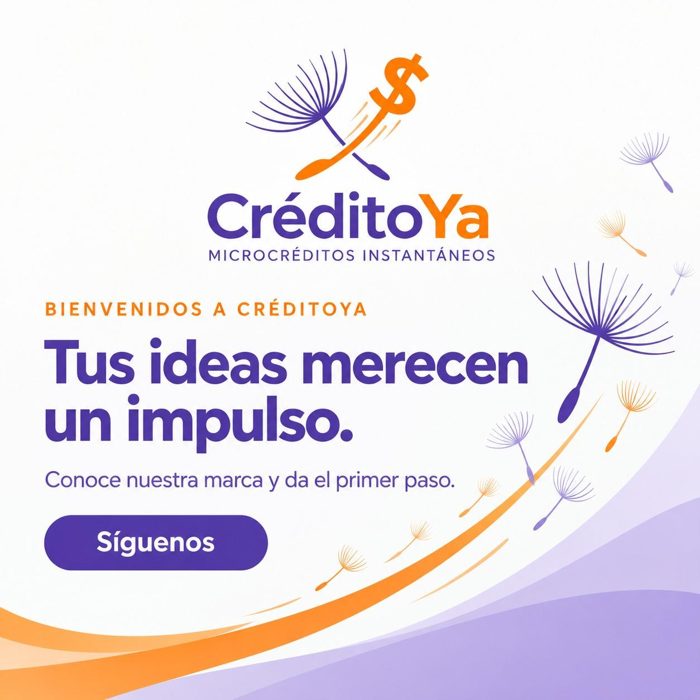 $
CréditoYa
MICROCRÉDITOS INSTANTÁNEOS
BIENVENIDOS A CRÉDITOYA
Tus ideas merecen
un impulso.
Conoce nuestra marca y da el primer paso.
Síguenos